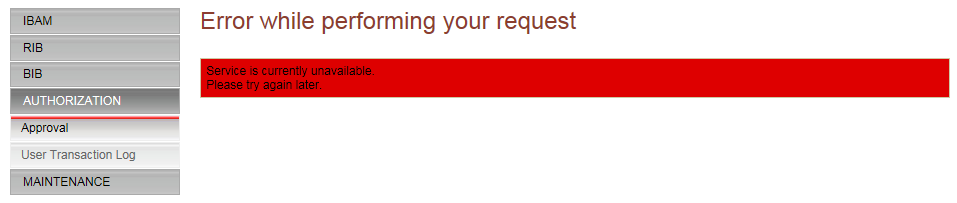 IBAM
RIB
BIB
AUTHORIZATION
Approval
User Transaction Log
MAINTENANCE
Error while performing your request
Service is currently unavailable.
Please try again later.